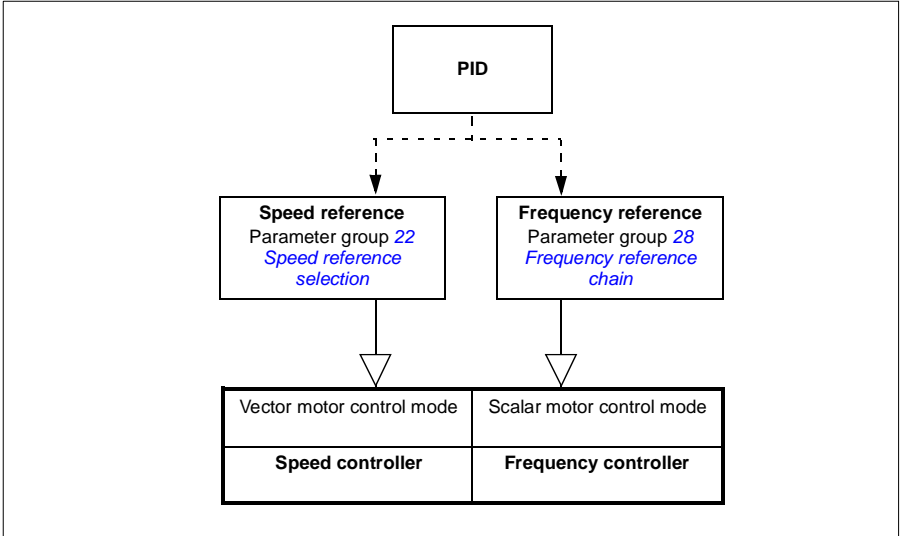 PID
Speed reference
Parameter group 22
Speed reference
selection
Frequency reference
Parameter group 28
Frequency reference
chain
Vector motor control mode
Scalar motor control mode
Speed controller
Frequency controller